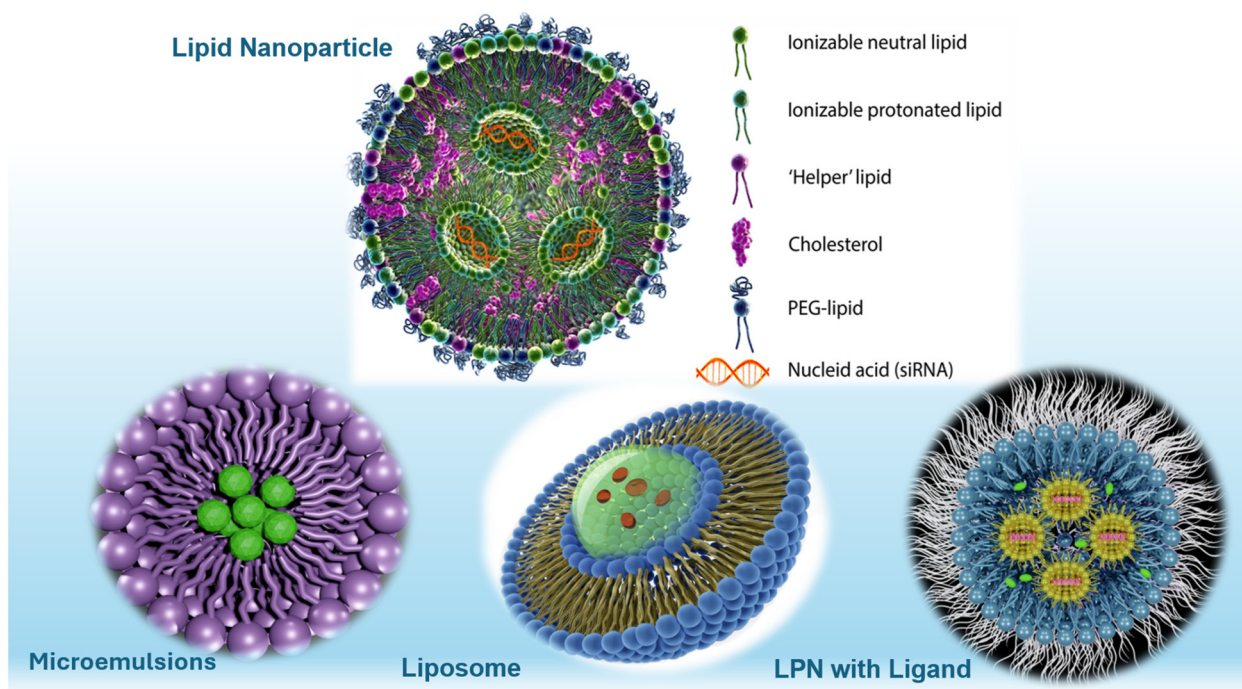 Lipid Nanoparticle
Ionizable neutral lipid
Ionizable protonated lipid
‘Helper’ lipid
Cholesterol
PEG-lipid
Nucleid acid (siRNA)
Microemulsions
Liposome
LPN with Ligand